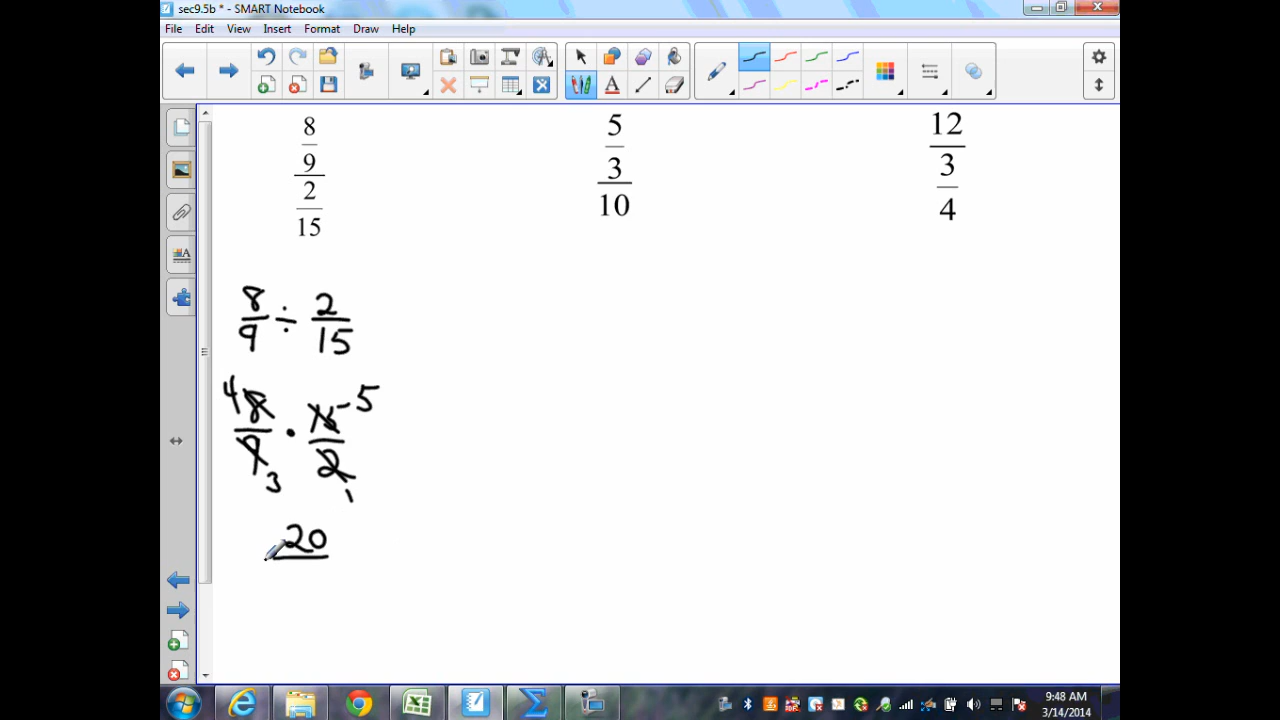 sec9.5b * - SMART Notebook
File Edit View Insert Format Draw Help
8
9
2
15
5
3
10
12
3
4
8 ÷ 2
9 15
4 8 · 15 - 5
9 3 2 1
20
9:48 AM
3/14/2014